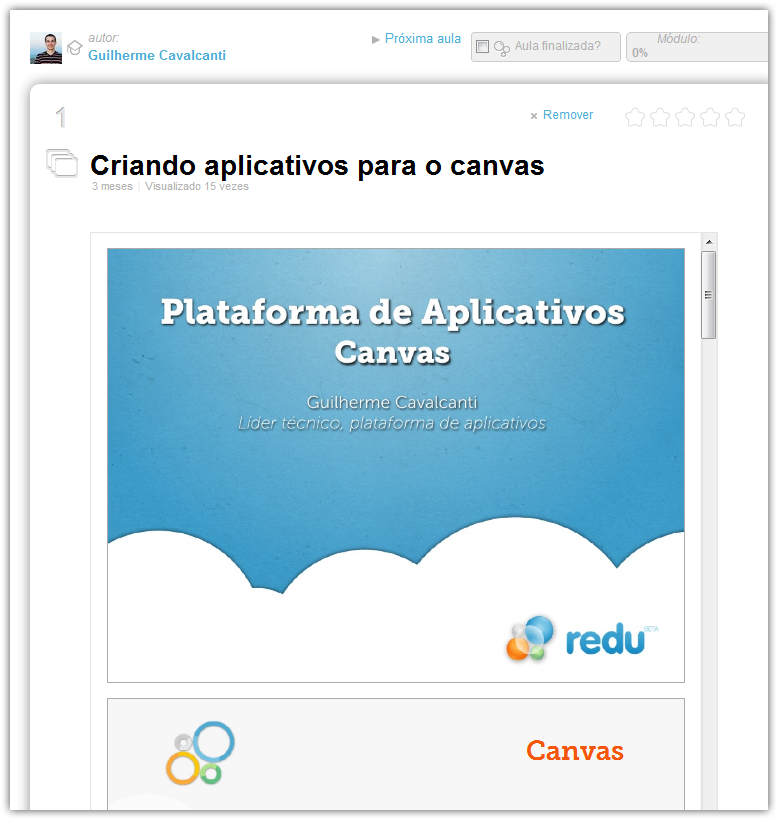 autor:
Guilherme Cavalcanti
Próxima aula
Aula finalizada?
Módulo:
0%
1
Remover
Criando aplicativos para o canvas
3 meses | Visualizado 15 vezes
Plataforma de Aplicativos
Canvas
Guilherme Cavalcanti
Líder técnico, plataforma de aplicativos
redu BETA
Canvas